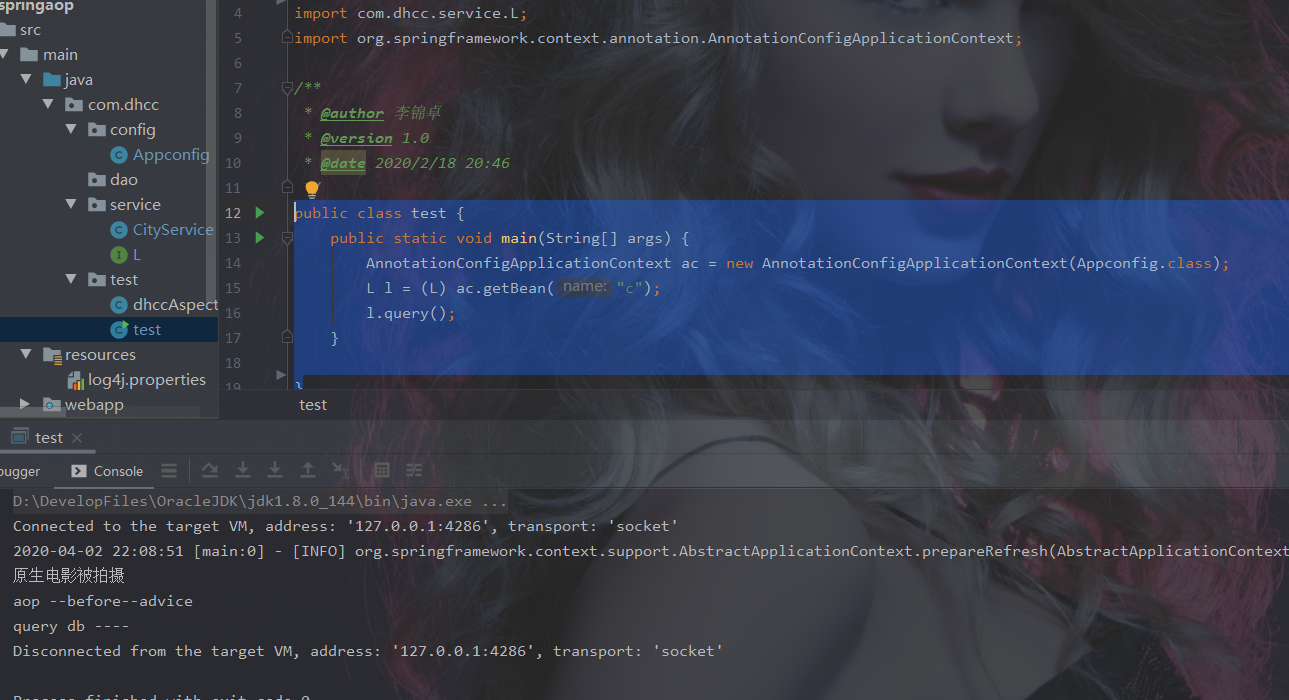 springaop
src
main
java
com.dhcc
config
Appconfig
dao
service
CityService
L
test
dhccAspect
test
resources
log4j.properties
webapp
4 import com.dhcc.service.L;
5 import org.springframework.context.annotation.AnnotationConfigApplicationContext;
6
7 /**
8 * @author 李锦卓
9 * @version 1.0
10 * @date 2020/2/18 20:46
11
12 public class test {
13 public static void main(String[] args) {
14 AnnotationConfigApplicationContext ac = new AnnotationConfigApplicationContext(Appconfig.class);
15 L l = (L) ac.getBean( name: "c");
16 l.query();
17 }
18
19 }
test
test
bugger Console
D:\DevelopFiles\OracleJDK\jdk1.8.0_144\bin\java.exe ...
Connected to the target VM, address: '127.0.0.1:4286', transport: 'socket'
2020-04-02 22:08:51 [main:0] - [INFO] org.springframework.context.support.AbstractApplicationContext.prepareRefresh(AbstractApplicationContext
原生电影被拍摄
aop --before--advice
query db ----
Disconnected from the target VM, address: '127.0.0.1:4286', transport: 'socket'
Process finished with exit code 0